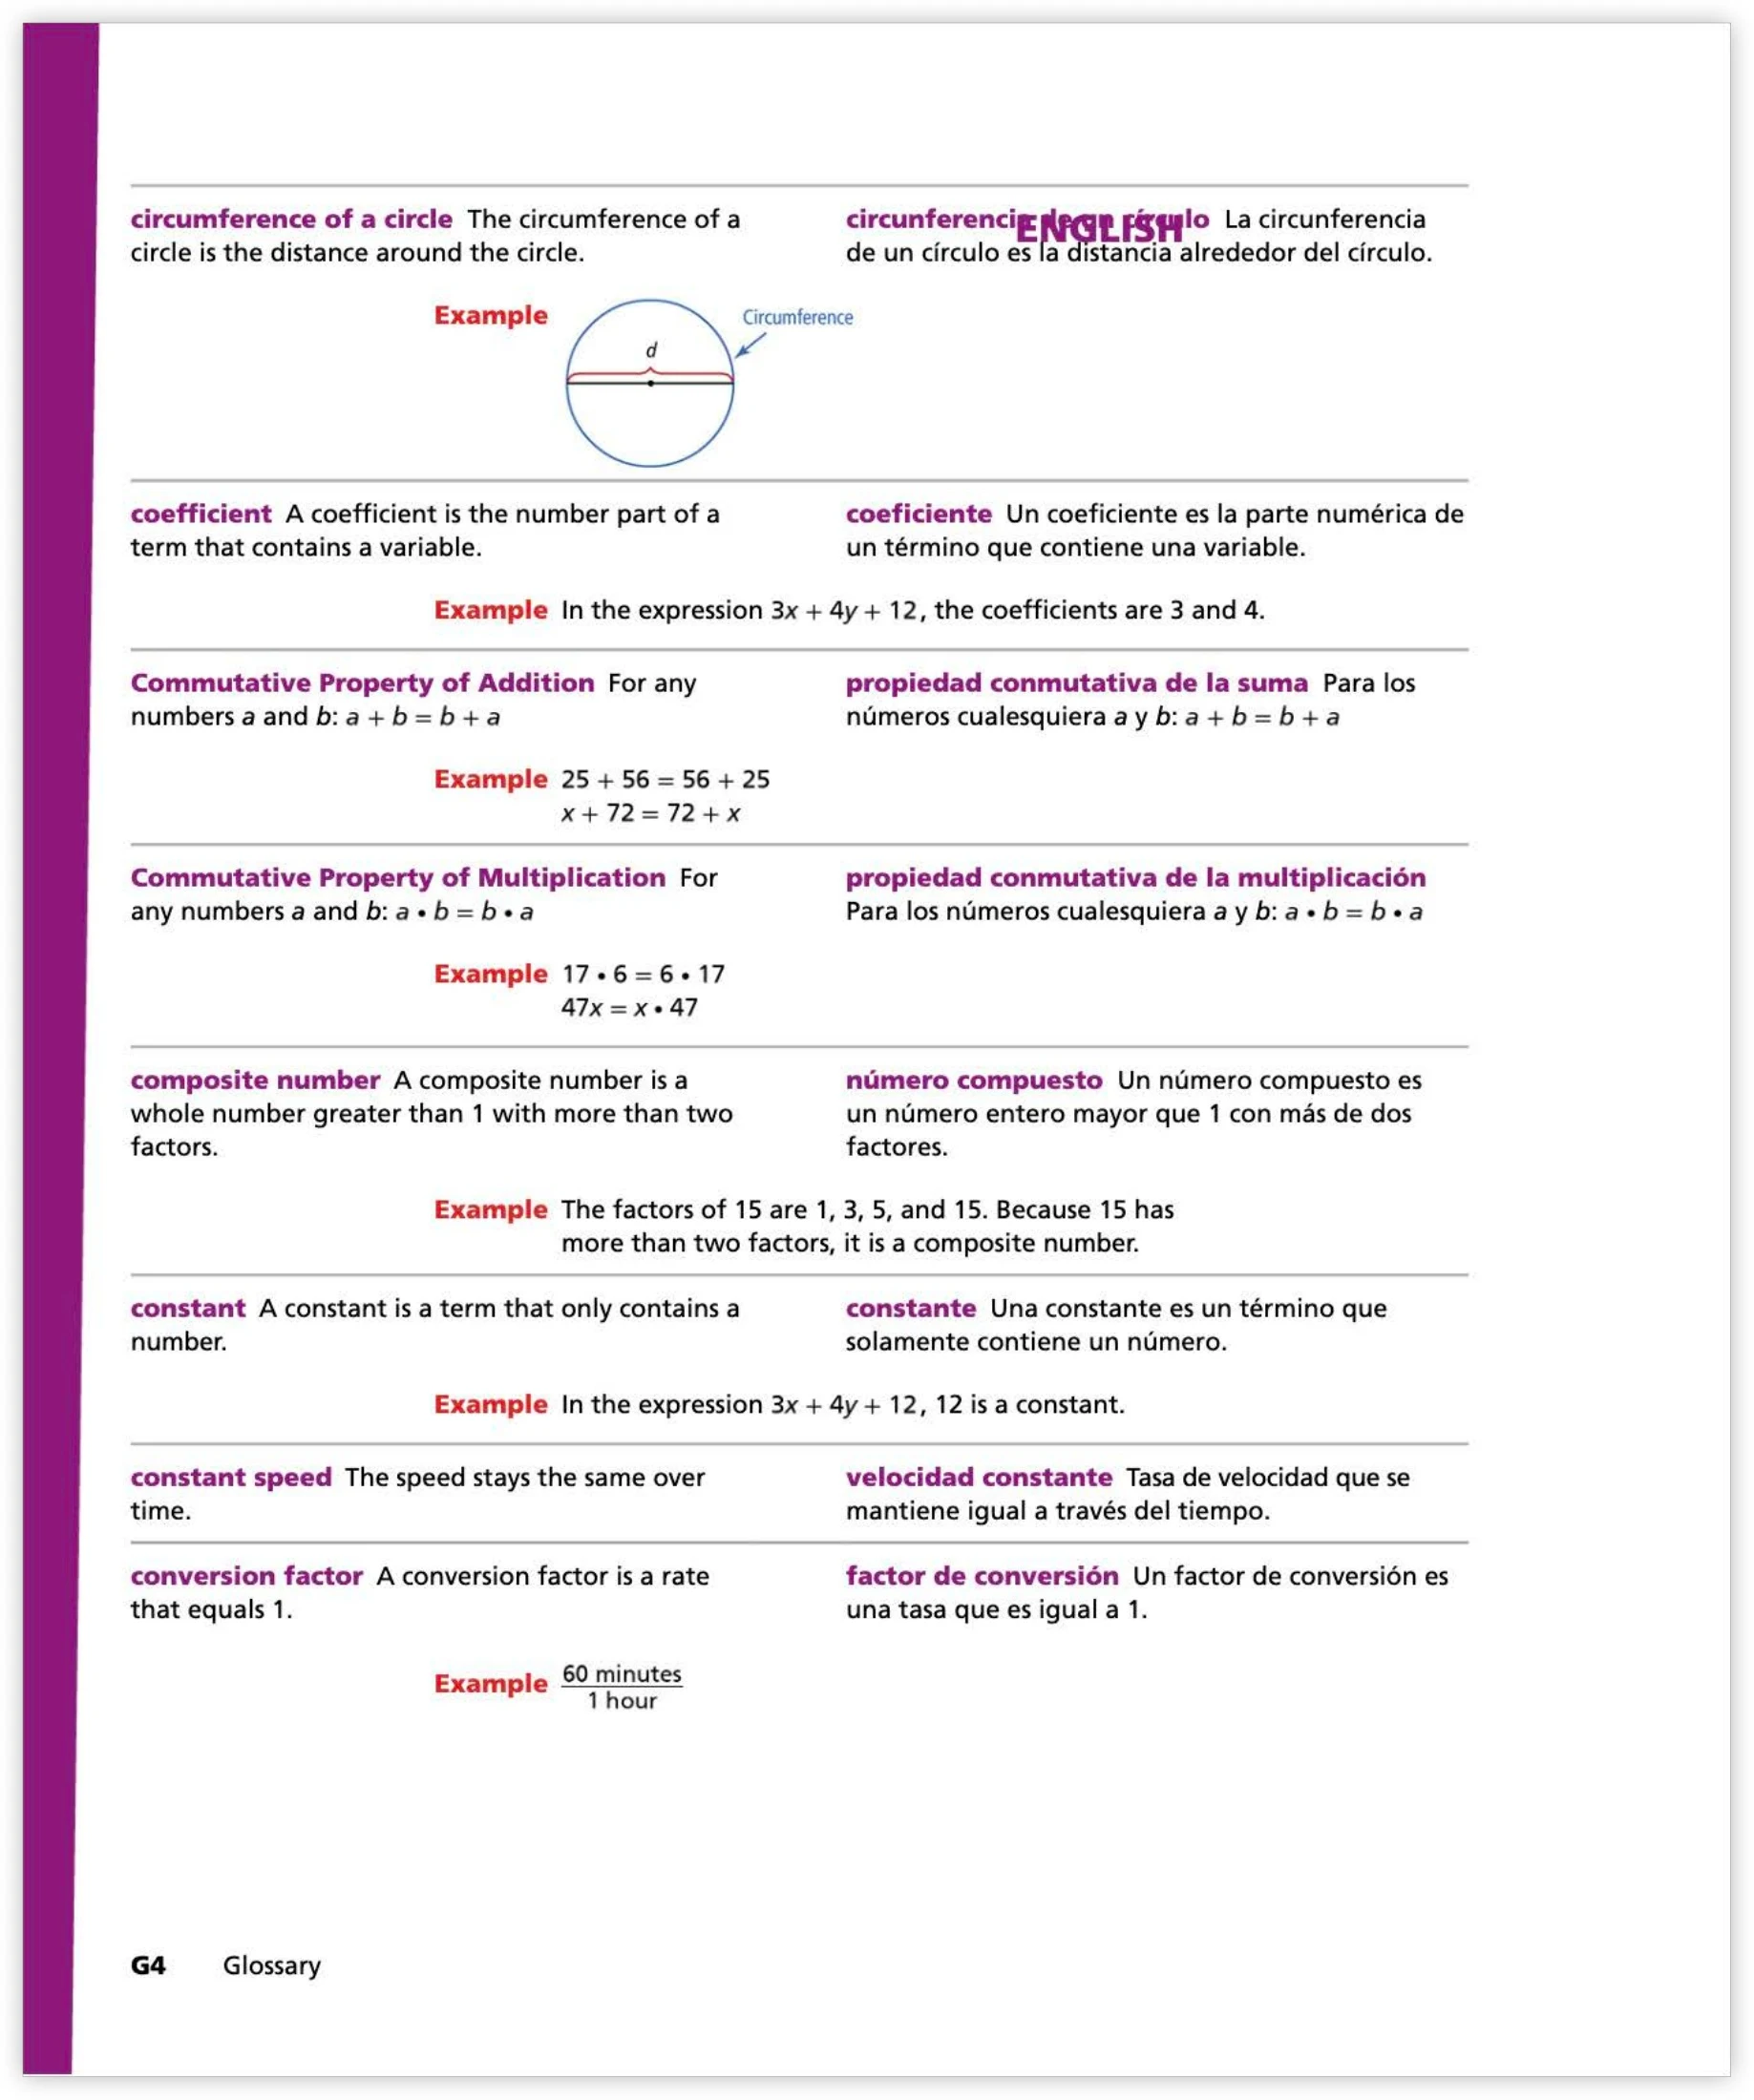 ENGLISH
circumference of a circle The circumference of a
circle is the distance around the circle.
circunferencia de un círculo La circunferencia
de un círculo es la distancia alrededor del círculo.
Example
Circumference
d
coefficient A coefficient is the number part of a
term that contains a variable.
coeficiente Un coeficiente es la parte numérica de
un término que contiene una variable.
Example In the expression 3x + 4y + 12, the coefficients are 3 and 4.
Commutative Property of Addition For any
numbers a and b: a + b = b + a
propiedad conmutativa de la suma Para los
números cualesquiera a y b: a + b = b + a
Example 25 + 56 = 56 + 25
x + 72 = 72 + x
Commutative Property of Multiplication For
any numbers a and b: a • b = b • a
propiedad conmutativa de la multiplicación
Para los números cualesquiera a y b: a • b = b • a
Example 17 • 6 = 6 • 17
47x = x • 47
composite number A composite number is a
whole number greater than 1 with more than two
factors.
número compuesto Un número compuesto es
un número entero mayor que 1 con más de dos
factores.
Example The factors of 15 are 1, 3, 5, and 15. Because 15 has
more than two factors, it is a composite number.
constant A constant is a term that only contains a
number.
constante Una constante es un término que
solamente contiene un número.
Example In the expression 3x + 4y + 12, 12 is a constant.
constant speed The speed stays the same over
time.
velocidad constante Tasa de velocidad que se
mantiene igual a través del tiempo.
conversion factor A conversion factor is a rate
that equals 1.
factor de conversión Un factor de conversión es
una tasa que es igual a 1.
Example 60 minutes
1 hour
G4 Glossary